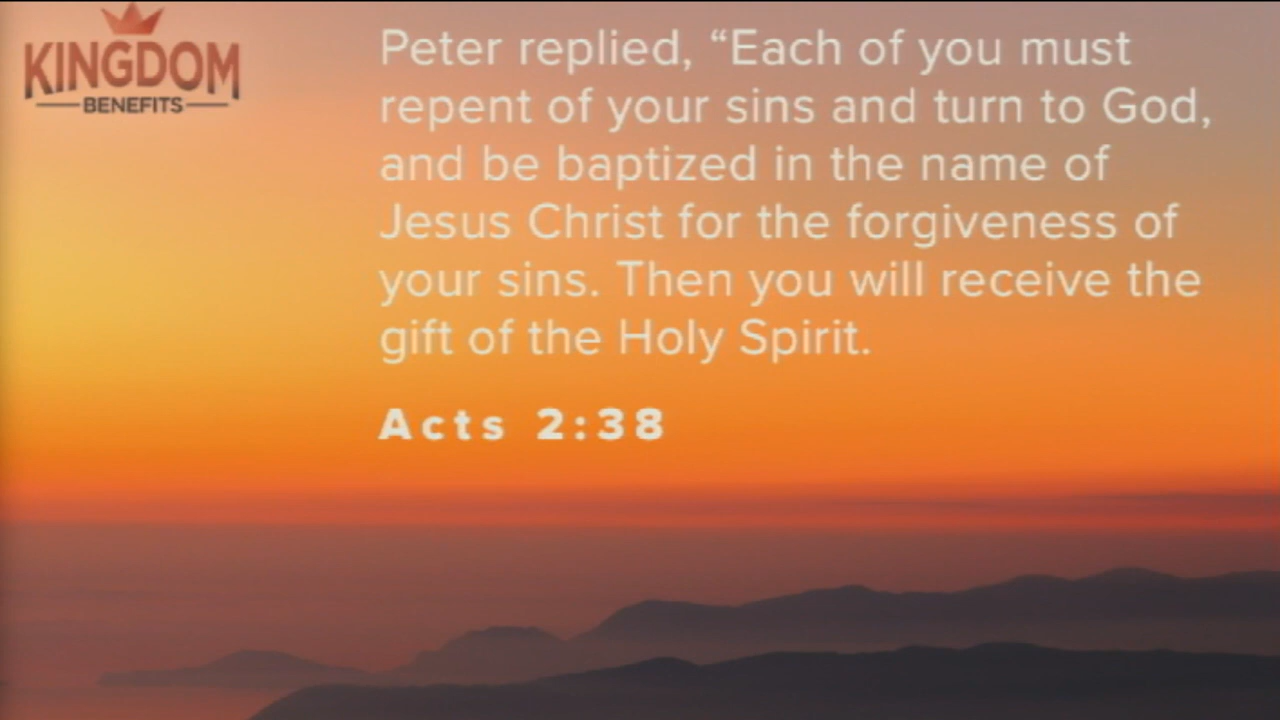 KINGDOM
BENEFITS
Peter replied, “Each of you must
repent of your sins and turn to God,
and be baptized in the name of
Jesus Christ for the forgiveness of
your sins. Then you will receive the
gift of the Holy Spirit.
Acts 2:38